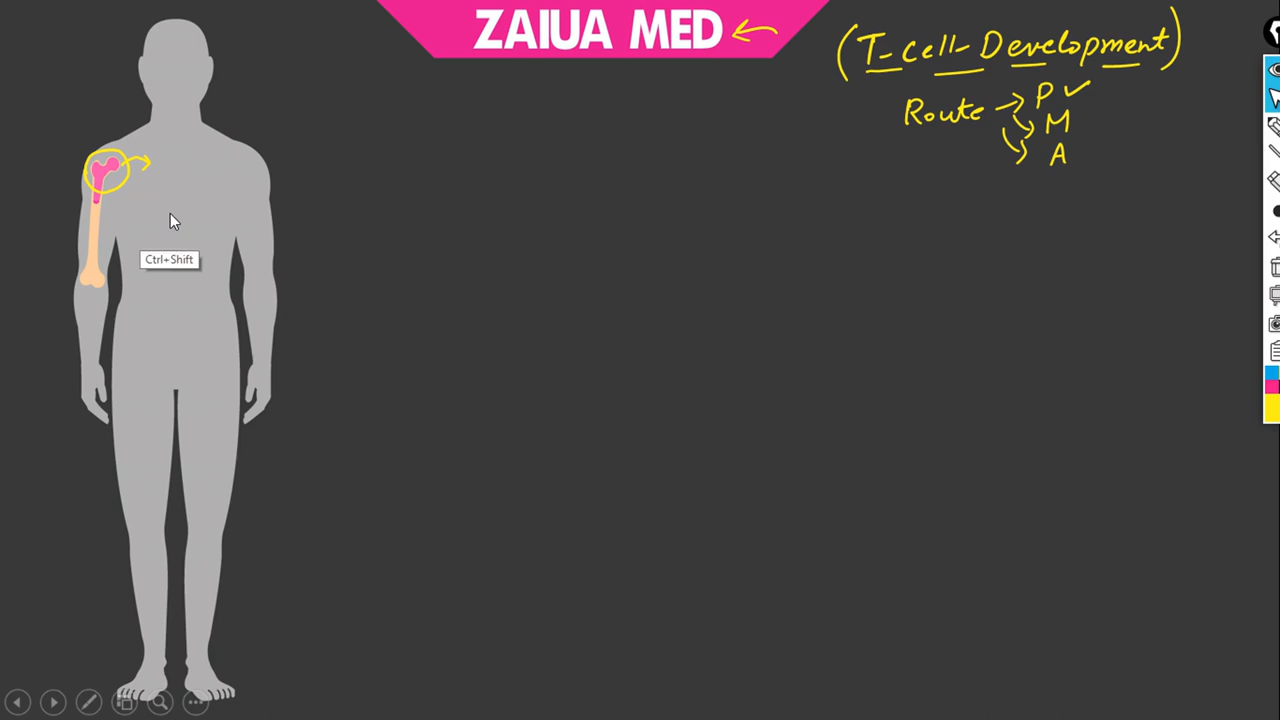 ZAIUA MED
(T-cell-Development)
Route → P ✓
M
A
Ctrl+Shift